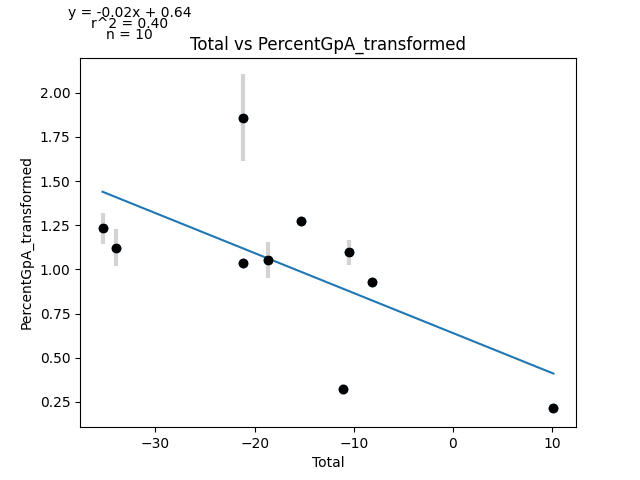 y = -0.02x + 0.64
r^2 = 0.40
n = 10
Total vs PercentGpA_transformed
PercentGpA_transformed
2.00
1.75
1.50
1.25
1.00
0.75
0.50
0.25
−30
−20
−10
0
10
Total